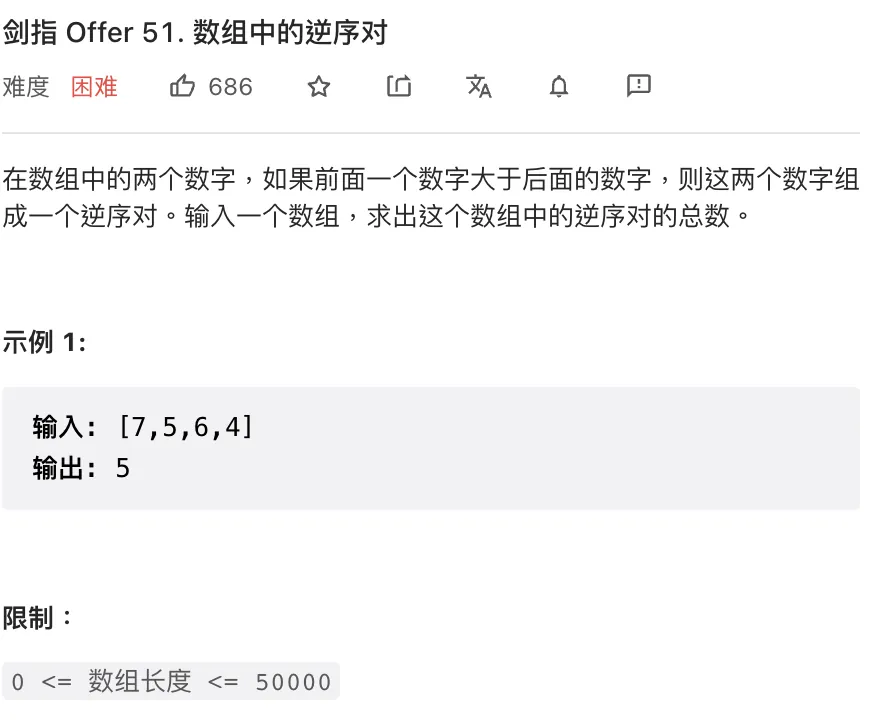 剑指 Offer 51. 数组中的逆序对
难度 困难 686
在数组中的两个数字，如果前面一个数字大于后面的数字，则这两个数字组
成一个逆序对。输入一个数组，求出这个数组中的逆序对的总数。
示例 1:
输入: [7,5,6,4]
输出: 5
限制：
0 <= 数组长度 <= 50000